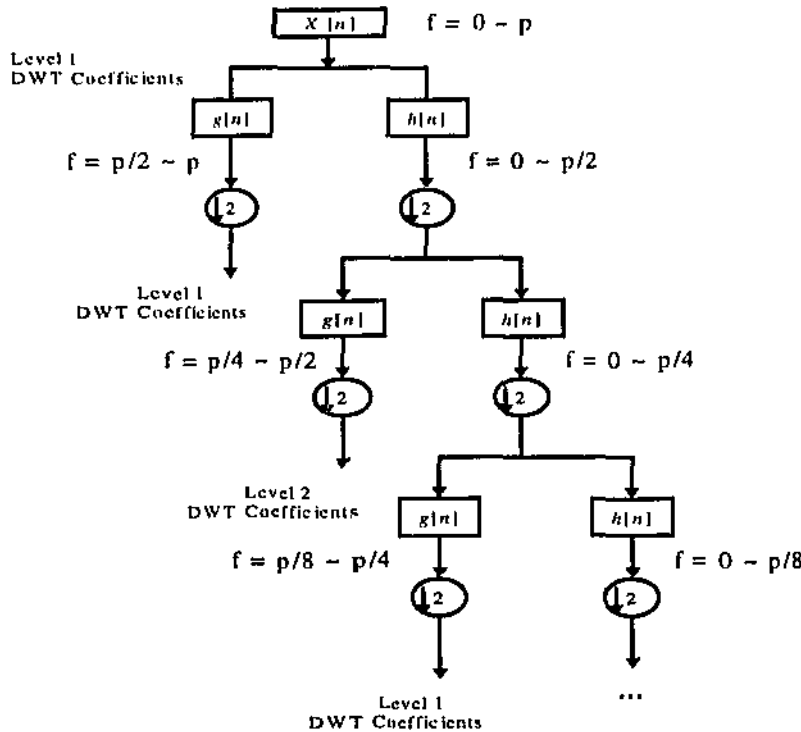 X [n]
f = 0 ~ p
Level 1
DWT Coefficients
g[n]
h[n]
f = p/2 ~ p
f = 0 ~ p/2
2
2
Level 1
DWT Coefficients
g[n]
h[n]
f = p/4 ~ p/2
f = 0 ~ p/4
2
2
Level 2
DWT Coefficients
g[n]
h[n]
f = p/8 ~ p/4
f = 0 ~ p/8
2
2
...
Level 1
DWT Coefficients